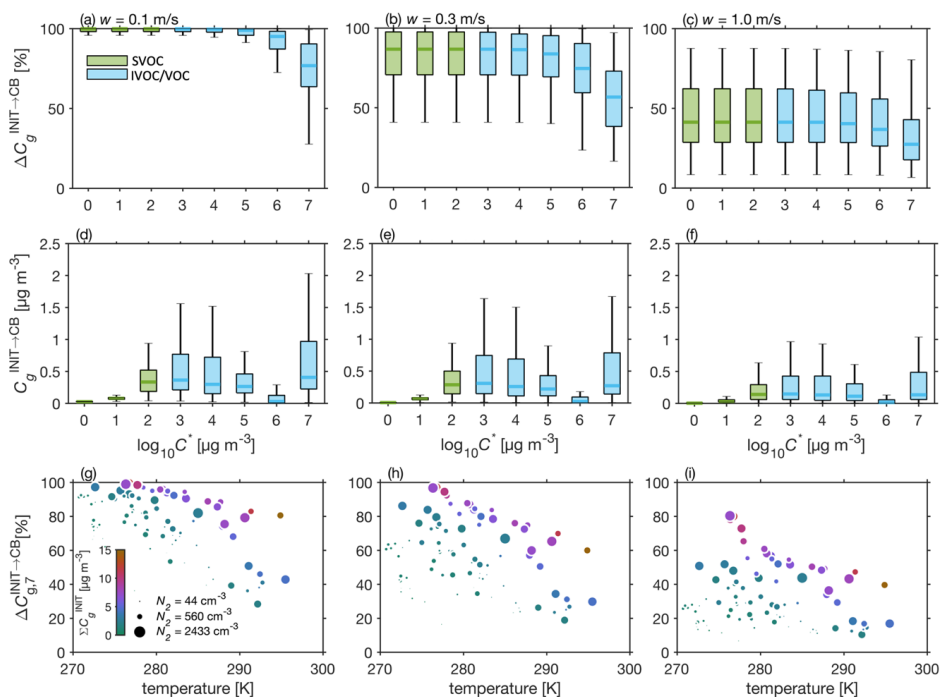 (a) w = 0.1 m/s
(b) w = 0.3 m/s
(c) w = 1.0 m/s
ΔC_g^{INIT→CB} [%]
100
50
0
SVOC
IVOC/VOC
0 1 2 3 4 5 6 7
100
50
0
0 1 2 3 4 5 6 7
100
50
0
0 1 2 3 4 5 6 7
(d)
(e)
(f)
C_g^{INIT→CB} [µg m⁻³]
2.5
2
1.5
1
0.5
0
0 1 2 3 4 5 6 7
log₁₀C* [µg m⁻³]
2.5
2
1.5
1
0.5
0
0 1 2 3 4 5 6 7
log₁₀C* [µg m⁻³]
2.5
2
1.5
1
0.5
0
0 1 2 3 4 5 6 7
log₁₀C* [µg m⁻³]
(g)
(h)
(i)
ΔC_{g,7}^{INIT→CB} [%]
100
80
60
40
20
0
ΣC_g^{INIT} [µg m⁻³]
15
10
5
0
N₂ = 44 cm⁻³
N₂ = 560 cm⁻³
N₂ = 2433 cm⁻³
270 280 290 300
temperature [K]
100
80
60
40
20
0
270 280 290 300
temperature [K]
100
80
60
40
20
0
270 280 290 300
temperature [K]